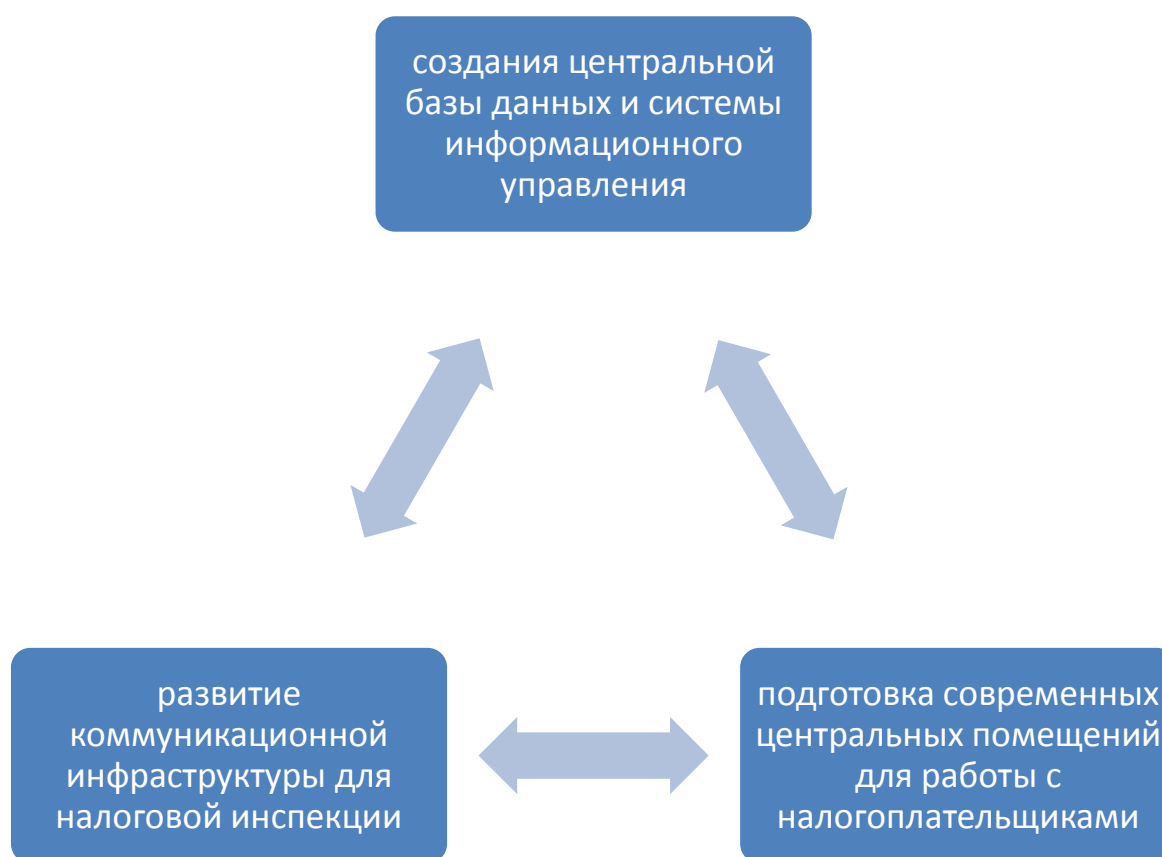 создания центральной
базы данных и системы
информационного
управления
развитие
коммуникационной
инфраструктуры для
налоговой инспекции
подготовка современных
центральных помещений
для работы с
налогоплательщиками